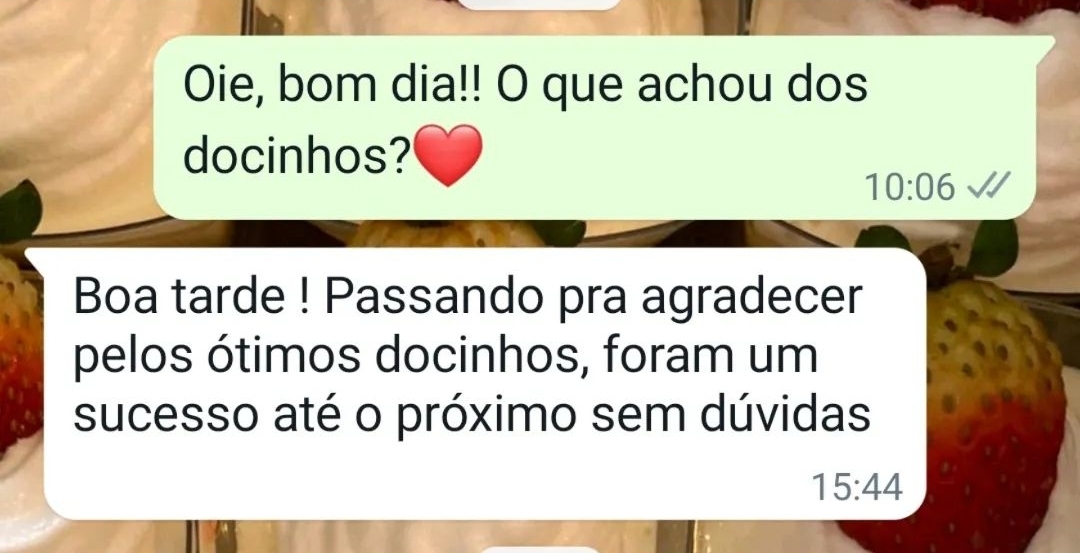 Oie, bom dia!! O que achou dos
docinhos?❤️
10:06
Boa tarde ! Passando pra agradecer
pelos ótimos docinhos, foram um
sucesso até o próximo sem dúvidas
15:44